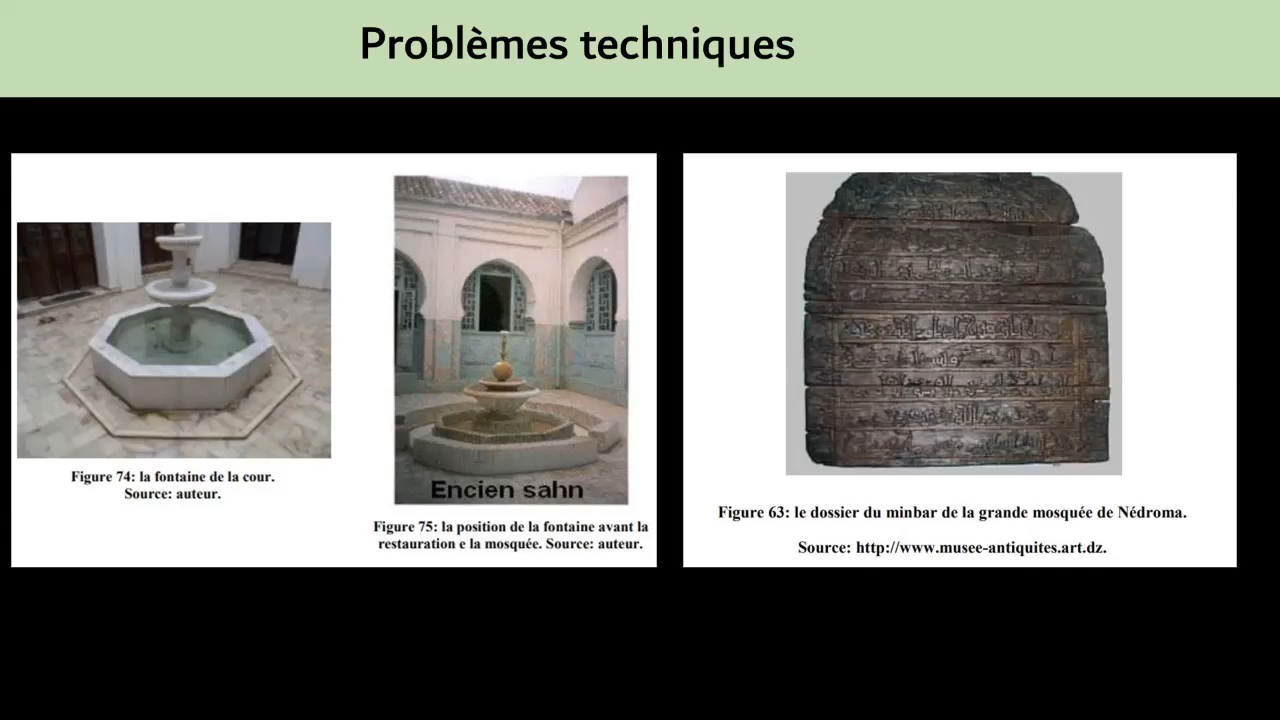 Problèmes techniques
Figure 74: la fontaine de la cour.
Source: auteur.
Encien sahn
Figure 75: la position de la fontaine avant la
restauration e la mosquée. Source: auteur.
Figure 63: le dossier du minbar de la grande mosquée de Nédroma.
Source: http://www.musee-antiquites.art.dz.